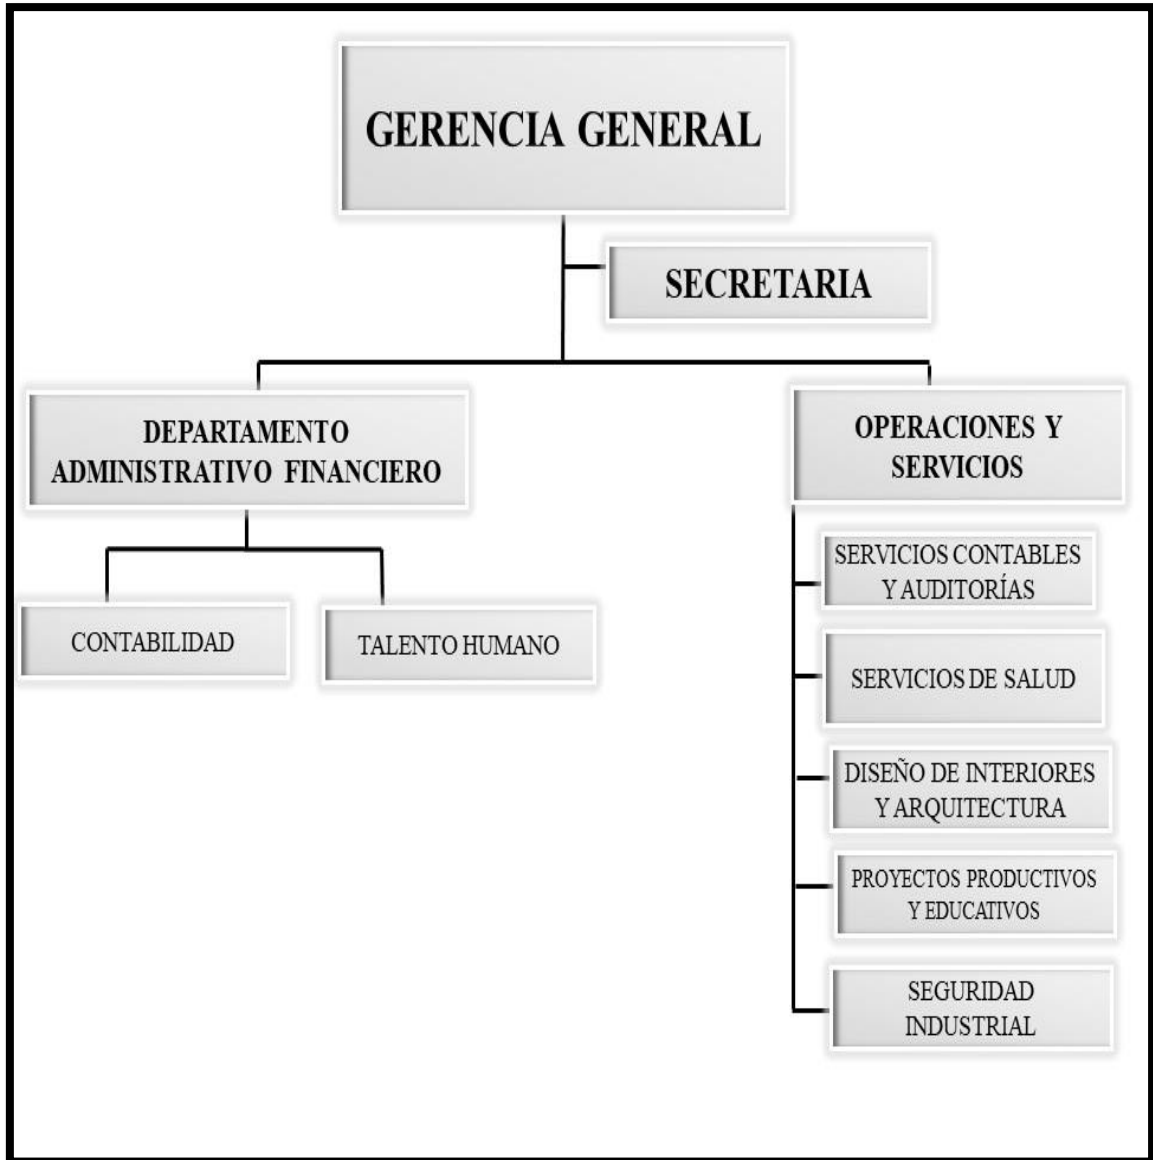 GERENCIA GENERAL
SECRETARIA
DEPARTAMENTO
ADMINISTRATIVO FINANCIERO
CONTABILIDAD
TALENTO HUMANO
OPERACIONES Y
SERVICIOS
SERVICIOS CONTABLES
Y AUDITORÍAS
SERVICIOS DE SALUD
DISEÑO DE INTERIORES
Y ARQUITECTURA
PROYECTOS PRODUCTIVOS
Y EDUCATIVOS
SEGURIDAD
INDUSTRIAL